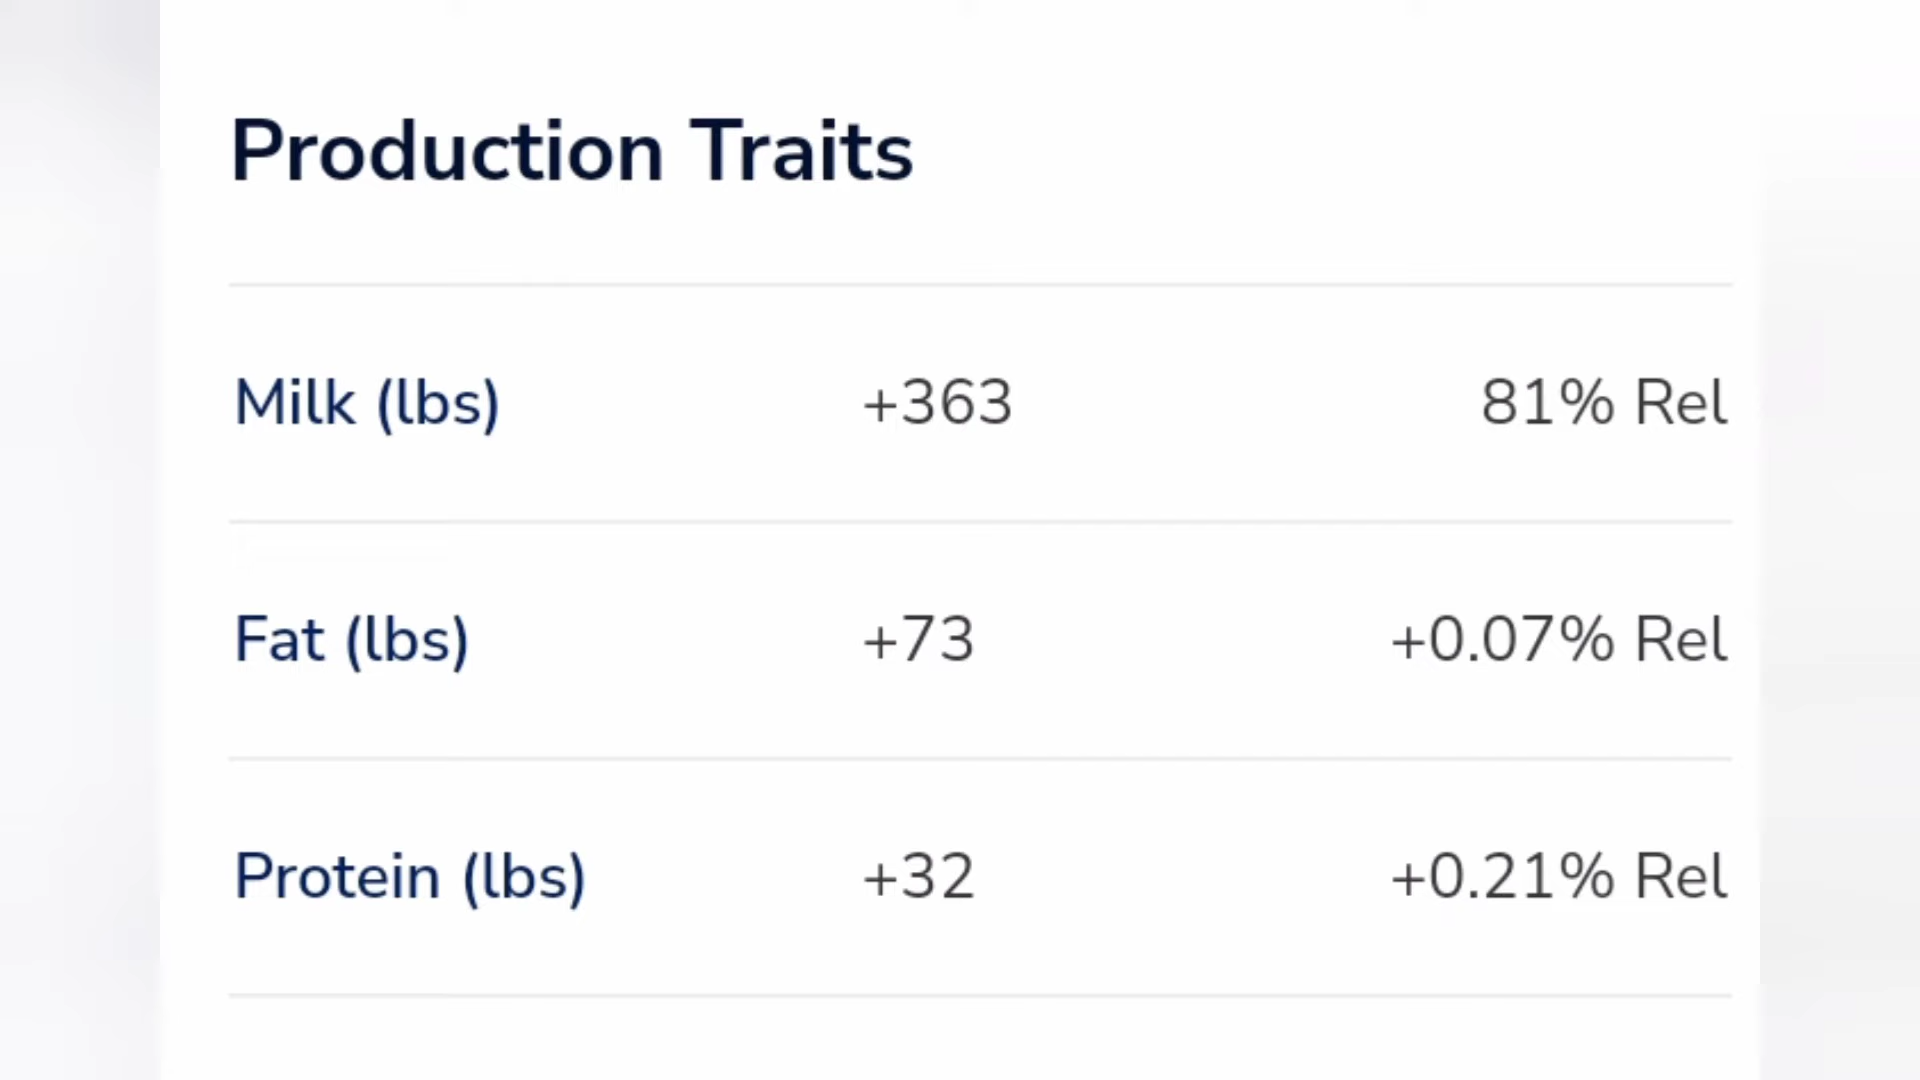 Production Traits
Milk (lbs) +363 81% Rel
Fat (lbs) +73 +0.07% Rel
Protein (lbs) +32 +0.21% Rel